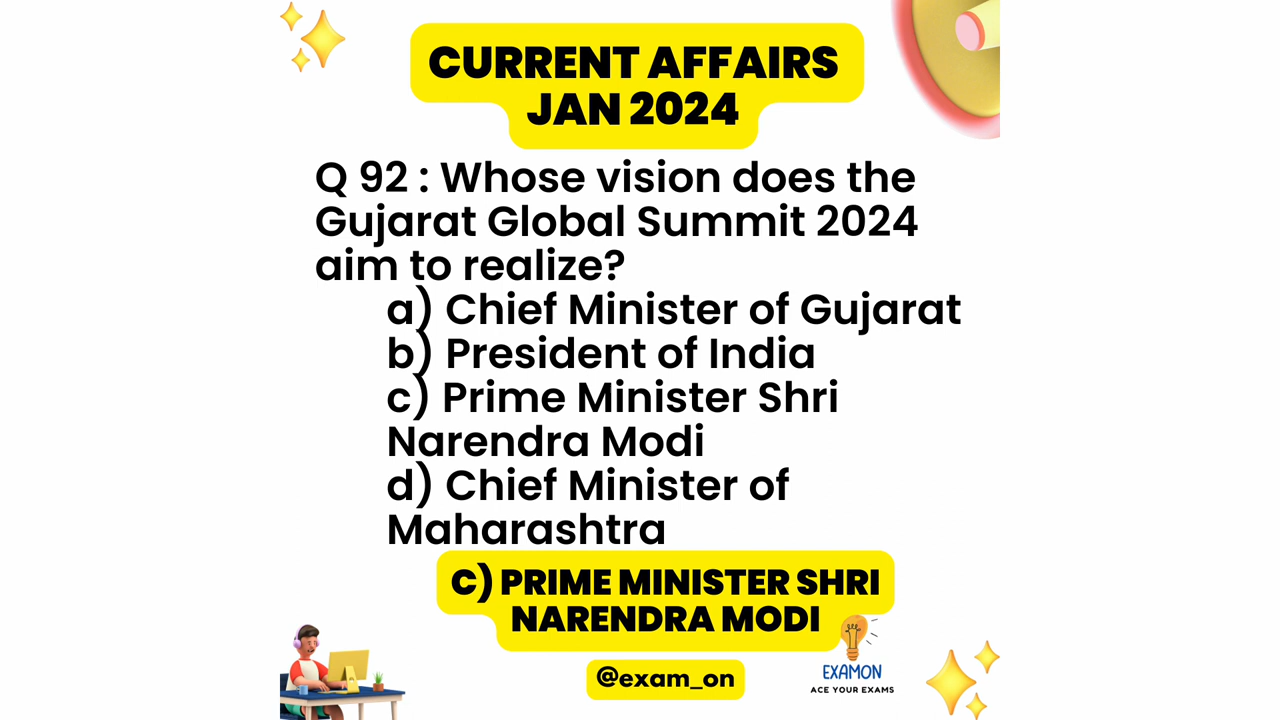 CURRENT AFFAIRS
JAN 2024
Q 92 : Whose vision does the
Gujarat Global Summit 2024
aim to realize?
a) Chief Minister of Gujarat
b) President of India
c) Prime Minister Shri
Narendra Modi
d) Chief Minister of
Maharashtra
C) PRIME MINISTER SHRI
NARENDRA MODI
@exam_on
EXAMON
ACE YOUR EXAMS